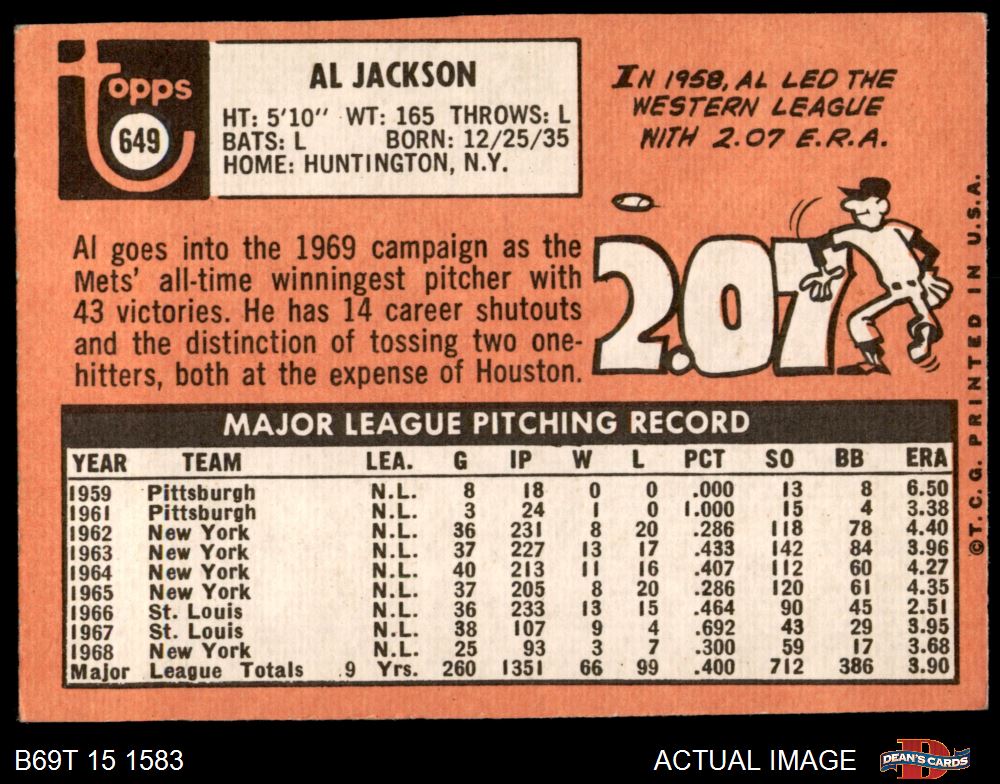 topps
649
AL JACKSON
HT: 5'10" WT: 165 THROWS: L
BATS: L BORN: 12/25/35
HOME: HUNTINGTON, N.Y.
IN 1958, AL LED THE
WESTERN LEAGUE
WITH 2.07 E.R.A.
2.07
Al goes into the 1969 campaign as the
Mets' all-time winningest pitcher with
43 victories. He has 14 career shutouts
and the distinction of tossing two one-
hitters, both at the expense of Houston.
MAJOR LEAGUE PITCHING RECORD
YEAR TEAM LEA. G IP W L PCT SO BB ERA
1959 Pittsburgh N.L. 8 18 0 0 .000 13 8 6.50
1961 Pittsburgh N.L. 3 24 1 0 1.000 15 4 3.38
1962 New York N.L. 36 231 8 20 .286 118 78 4.40
1963 New York N.L. 37 227 13 17 .433 142 84 3.96
1964 New York N.L. 40 213 11 16 .407 112 60 4.27
1965 New York N.L. 37 205 8 20 .286 120 61 4.35
1966 St. Louis N.L. 36 233 13 15 .464 90 45 2.51
1967 St. Louis N.L. 38 107 9 4 .692 43 29 3.95
1968 New York N.L. 25 93 3 7 .300 59 17 3.68
Major League Totals 9 Yrs. 260 1351 66 99 .400 712 386 3.90
© T. C. G. PRINTED IN U.S.A.
B69T 15 1583
ACTUAL IMAGE
D
DEAN'S CARDS